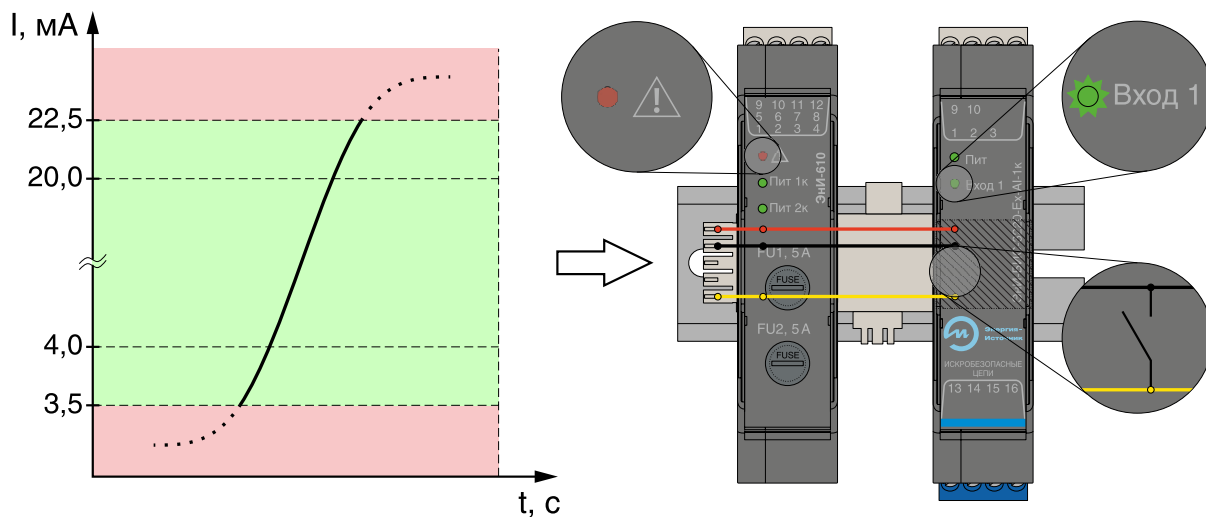 I, мА
22,5
20,0
4,0
3,5
t, с
9 10 11 12
5 6 7 8
1 2 3 4
Пит 1к
Пит 2к
ЭнИ-610
FU1, 5A
FUSE
FU2, 5A
FUSE
9 10
1 2 3
Пит
Вход 1
Вход 1
Энергия-
Источник
ИСКРОБЕЗОПАСНЫЕ
ЦЕПИ
13 14 15 16